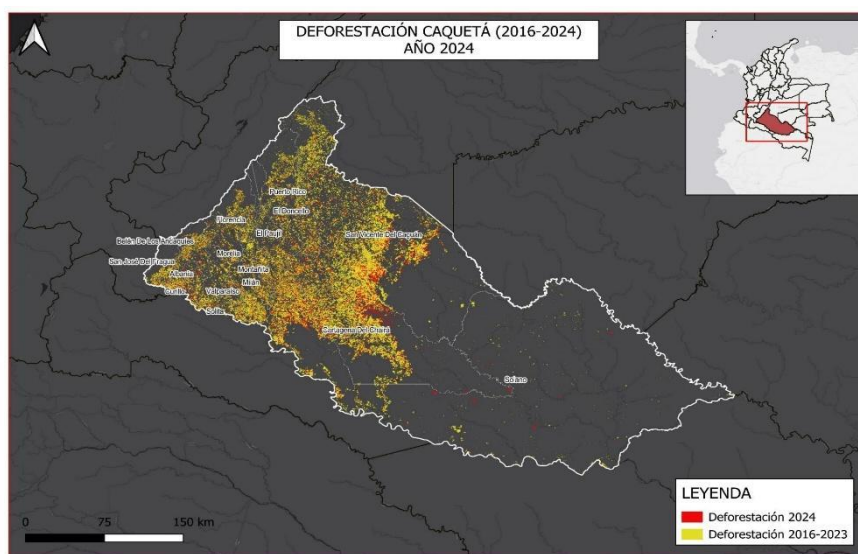 DEFORESTACIÓN CAQUETÁ (2016-2024)
AÑO 2024
Puerto Rico
El Doncello
Florencia
El Paujíl
San Vicente Del Caguán
Belén De Los Andaquies
Morelia
San José Del Fragua
Montañita
Albania
Milán
Curillo
Valparaíso
Solita
Cartagena Del Chairá
Solano
LEYENDA
Deforestación 2024
Deforestación 2016-2023
0 75 150 km